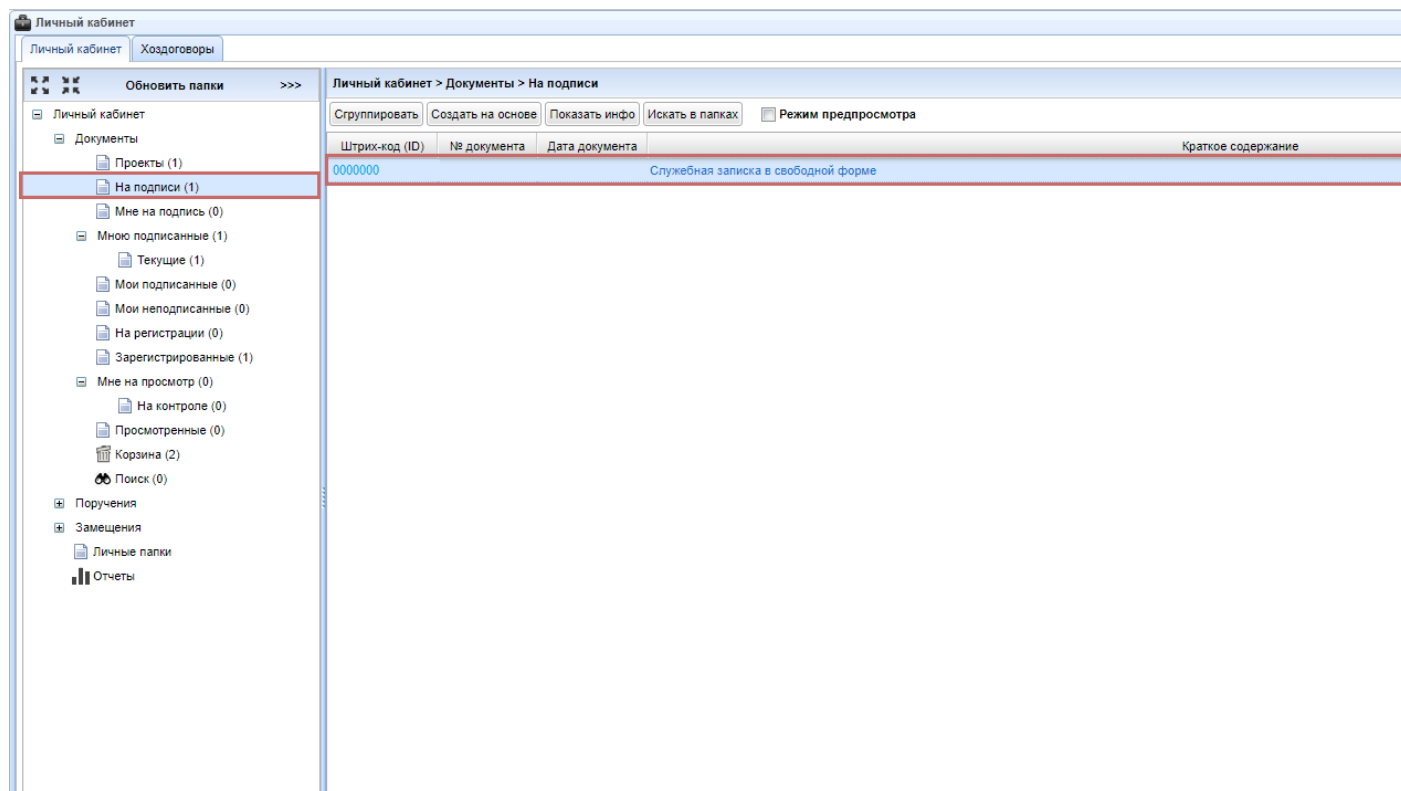 Личный кабинет
Личный кабинет Хоздоговоры
Обновить папки >>>
Личный кабинет
Документы
Проекты (1)
На подписи (1)
Мне на подпись (0)
Мною подписанные (1)
Текущие (1)
Мои подписанные (0)
Мои неподписанные (0)
На регистрации (0)
Зарегистрированные (1)
Мне на просмотр (0)
На контроле (0)
Просмотренные (0)
Корзина (2)
Поиск (0)
Поручения
Замещения
Личные папки
Отчеты
Личный кабинет > Документы > На подписи
Сгруппировать Создать на основе Показать инфо Искать в папках Режим предпросмотра
Штрих-код (ID) № документа Дата документа Краткое содержание
0000000 Служебная записка в свободной форме